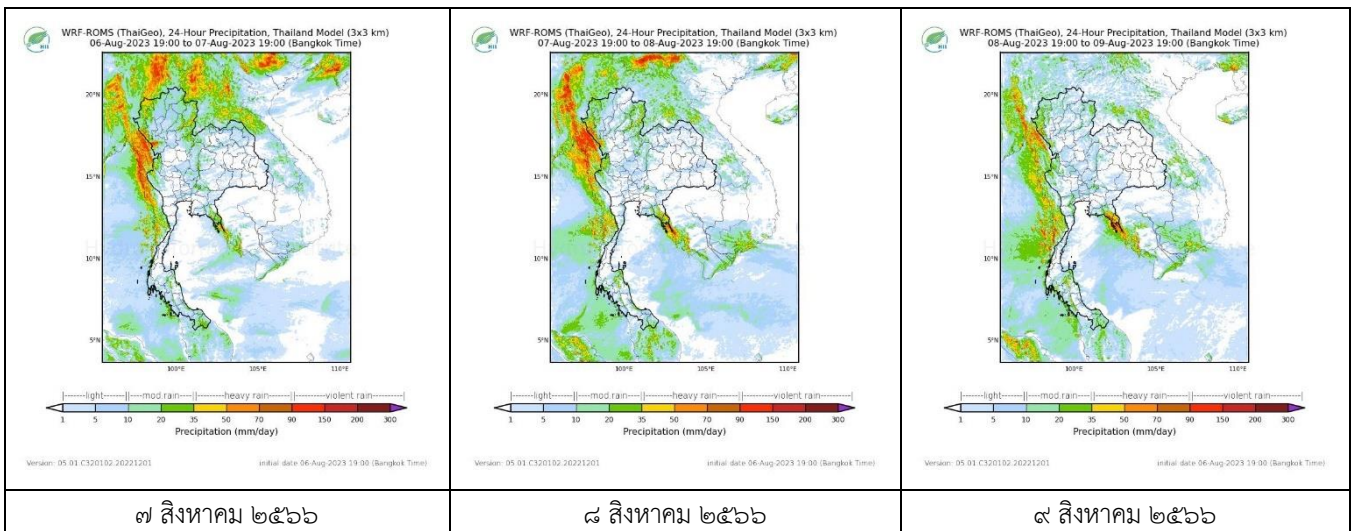 WRF-ROMS (ThaiGeo), 24-Hour Precipitation, Thailand Model (3x3 km)
06-Aug-2023 19:00 to 07-Aug-2023 19:00 (Bangkok Time)
20°N
15°N
10°N
5°N
100°E 105°E 110°E
|------light-----||----mod.rain----||------heavy rain-----||------violent rain------|
1 5 10 20 35 50 70 90 150 200 300
Precipitation (mm/day)
Version: 05.01.C320102.20221201 initial date 06-Aug-2023 19:00 (Bangkok Time)
๗ สิงหาคม ๒๕๖๖
WRF-ROMS (ThaiGeo), 24-Hour Precipitation, Thailand Model (3x3 km)
07-Aug-2023 19:00 to 08-Aug-2023 19:00 (Bangkok Time)
20°N
15°N
10°N
5°N
100°E 105°E 110°E
|------light-----||----mod.rain----||------heavy rain-----||------violent rain------|
1 5 10 20 35 50 70 90 150 200 300
Precipitation (mm/day)
Version: 05.01.C320102.20221201 initial date 06-Aug-2023 19:00 (Bangkok Time)
๘ สิงหาคม ๒๕๖๖
WRF-ROMS (ThaiGeo), 24-Hour Precipitation, Thailand Model (3x3 km)
08-Aug-2023 19:00 to 09-Aug-2023 19:00 (Bangkok Time)
20°N
15°N
10°N
5°N
100°E 105°E 110°E
|------light-----||----mod.rain----||------heavy rain-----||------violent rain------|
1 5 10 20 35 50 70 90 150 200 300
Precipitation (mm/day)
Version: 05.01.C320102.20221201 initial date 06-Aug-2023 19:00 (Bangkok Time)
๙ สิงหาคม ๒๕๖๖